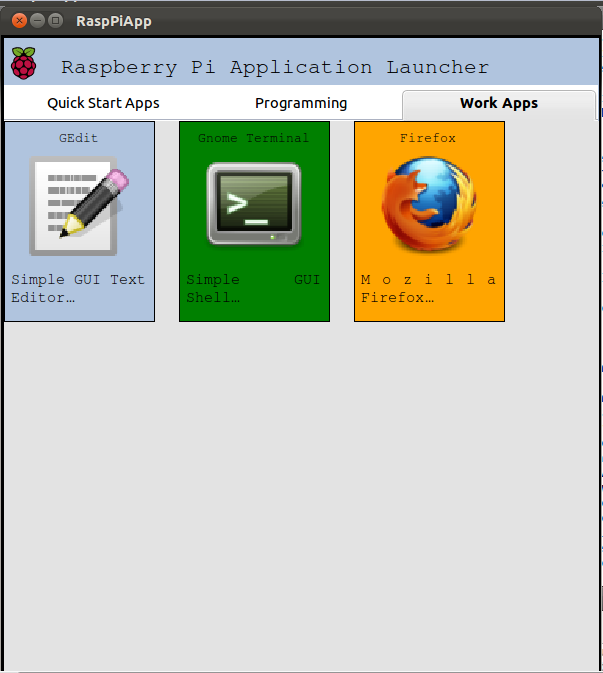 RaspPiApp
Raspberry Pi Application Launcher
Quick Start Apps Programming Work Apps
GEdit
Simple GUI Text
Editor…
Gnome Terminal
>_
Simple GUI
Shell…
Firefox
Mozilla
Firefox…